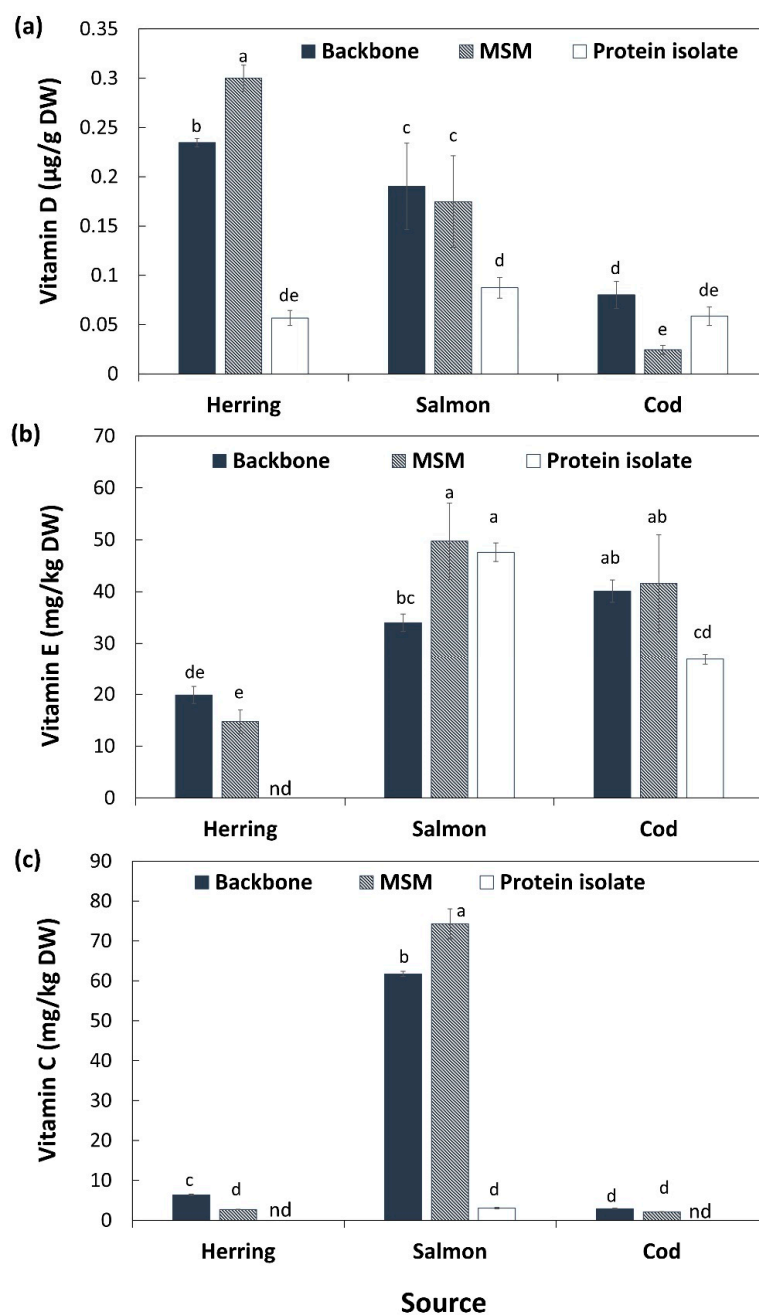 (a)
Vitamin D (µg/g DW)
0.35
0.3
0.25
0.2
0.15
0.1
0.05
0
Backbone MSM Protein isolate
b a de
c c d
d e de
Herring Salmon Cod
(b)
Vitamin E (mg/kg DW)
70
60
50
40
30
20
10
0
Backbone MSM Protein isolate
de e nd
bc a a
ab ab cd
Herring Salmon Cod
(c)
Vitamin C (mg/kg DW)
90
80
70
60
50
40
30
20
10
0
Backbone MSM Protein isolate
c d nd
b a d
d d nd
Herring Salmon Cod
Source